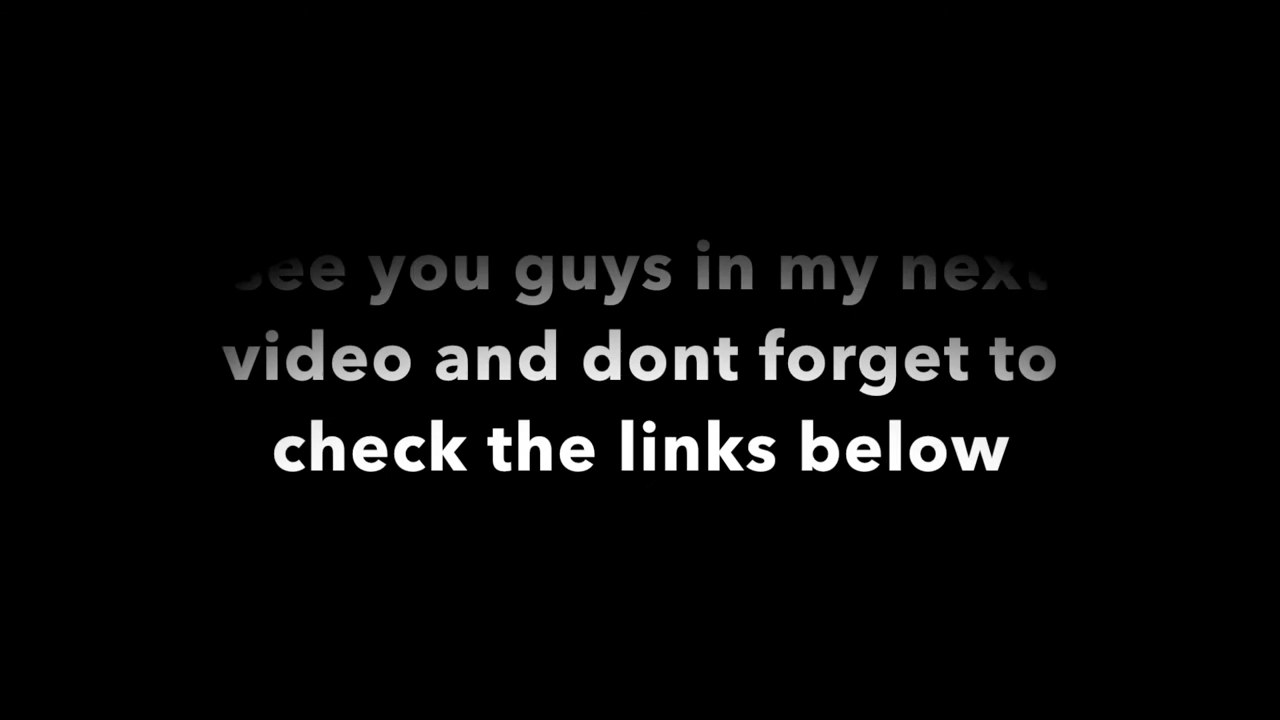 see you guys in my next
video and dont forget to
check the links below